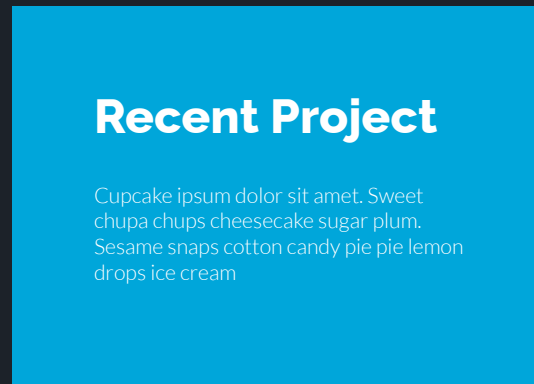 Recent Project
Cupcake ipsum dolor sit amet. Sweet
chupa chups cheesecake sugar plum.
Sesame snaps cotton candy pie pie lemon
drops ice cream